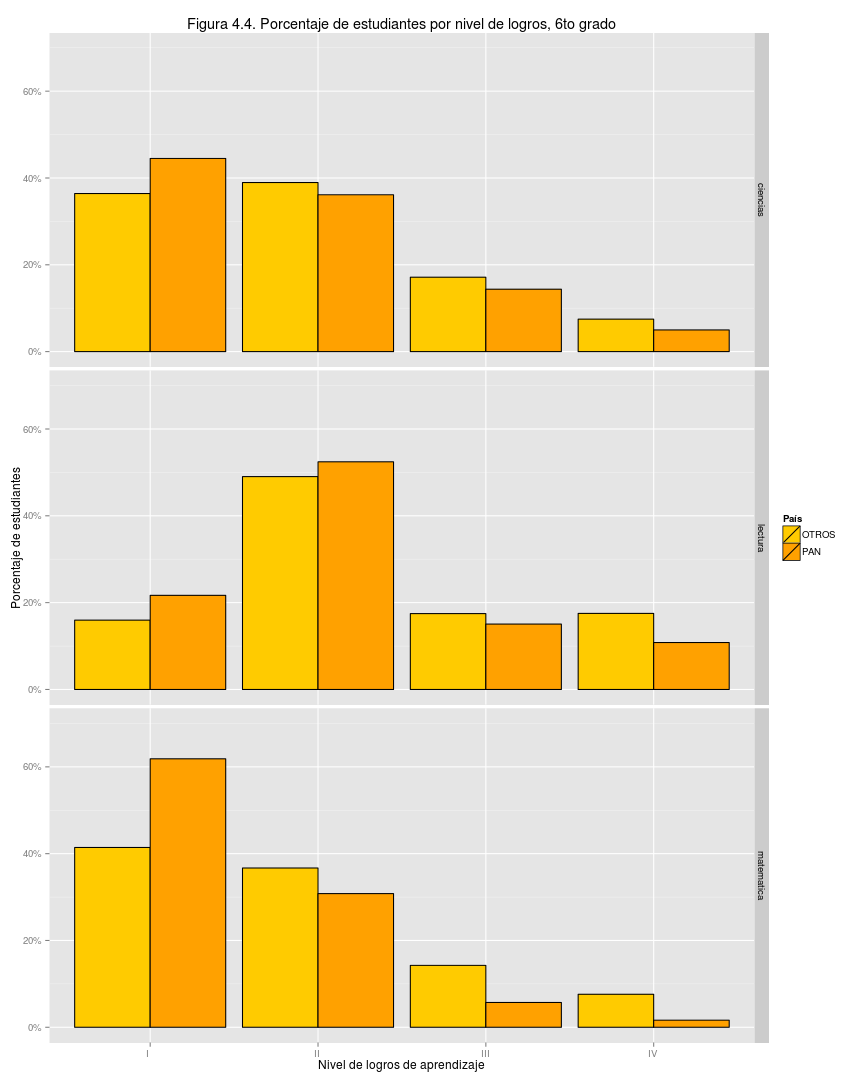 Figura 4.4. Porcentaje de estudiantes por nivel de logros, 6to grado
60%
40%
20%
0%
ciencias
60%
40%
20%
0%
lectura
60%
40%
20%
0%
matematica
Porcentaje de estudiantes
I II III IV
Nivel de logros de aprendizaje
País
OTROS
PAN